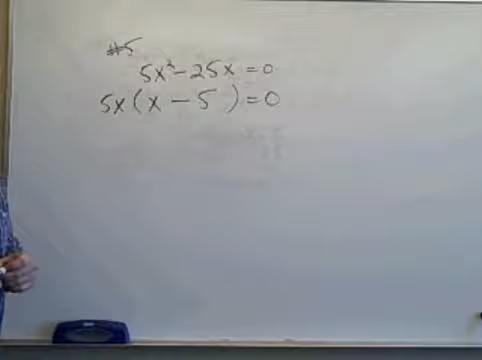 #5
5x² - 25x = 0
5x(x - 5) = 0